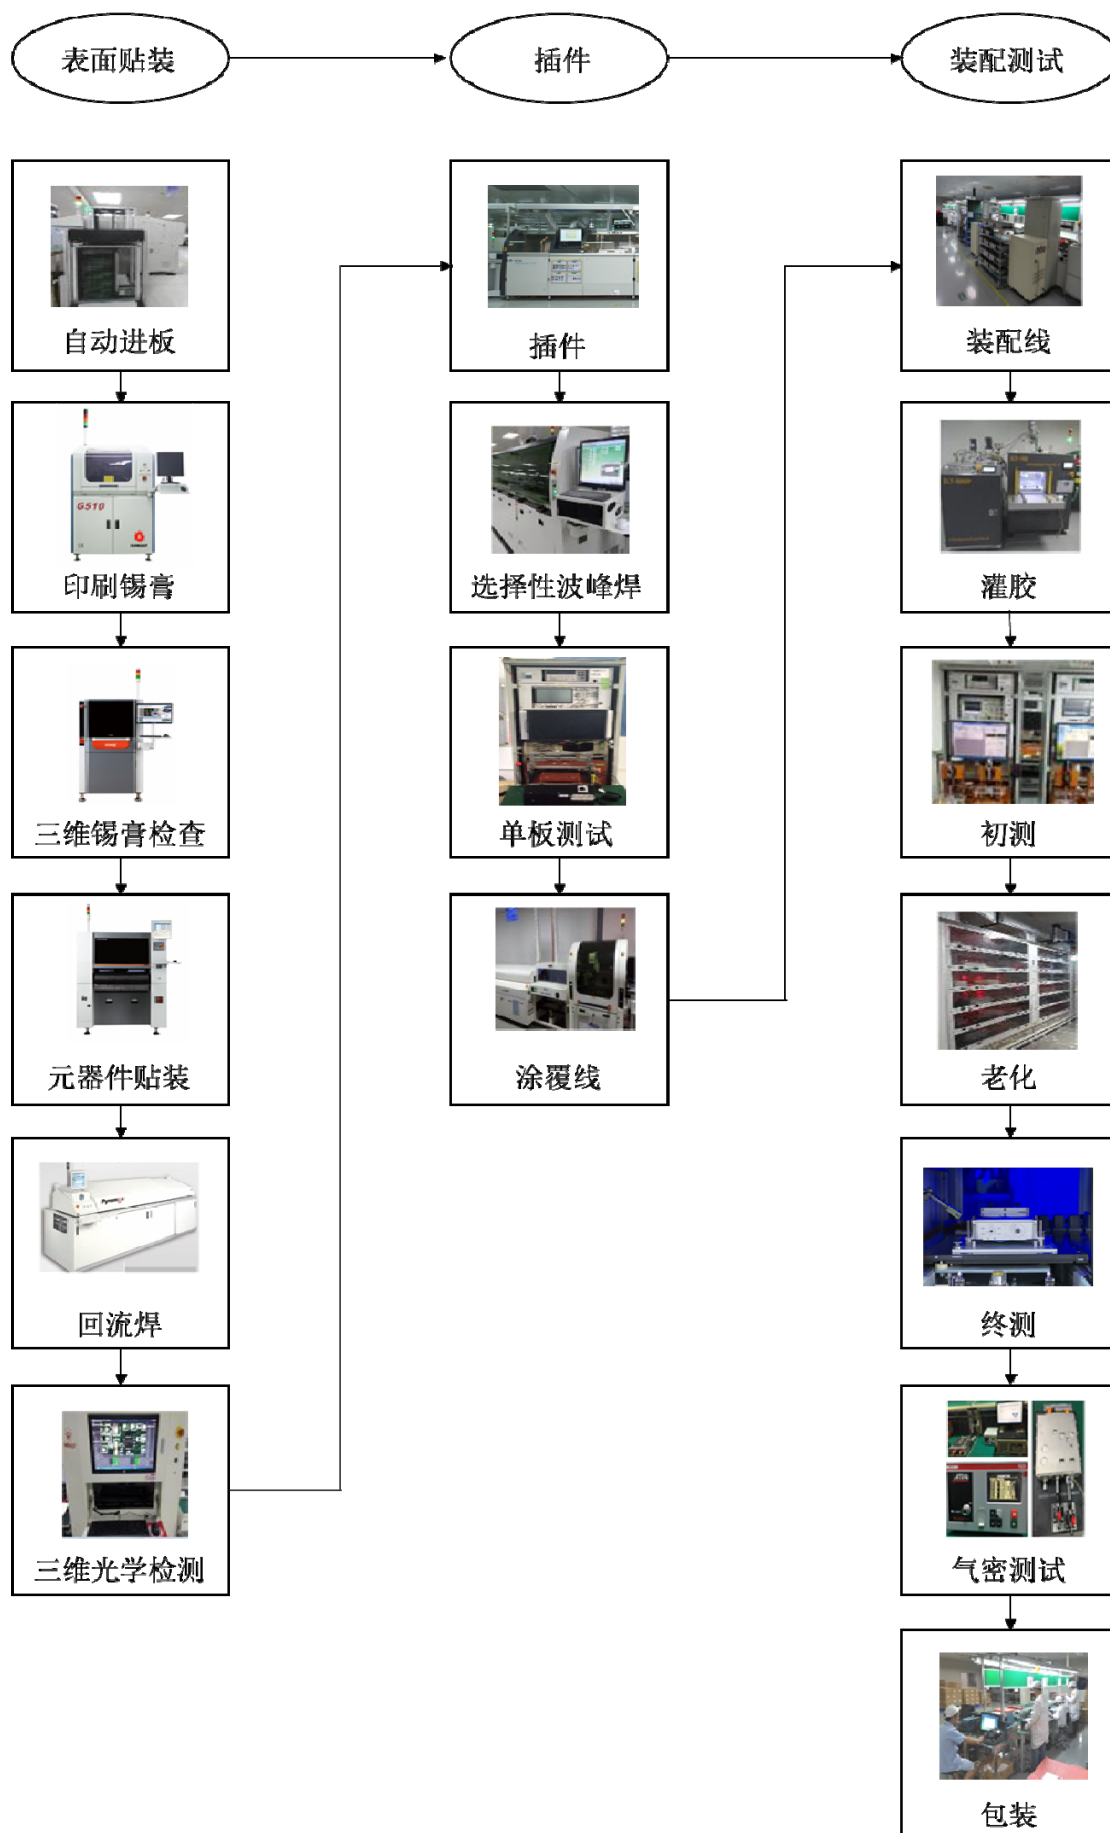 表面贴装
插件
装配测试
自动进板
G510
印刷锡膏
三维锡膏检查
元器件贴装
回流焊
三维光学检测
插件
选择性波峰焊
单板测试
涂覆线
装配线
灌胶
初测
老化
终测
气密测试
包装